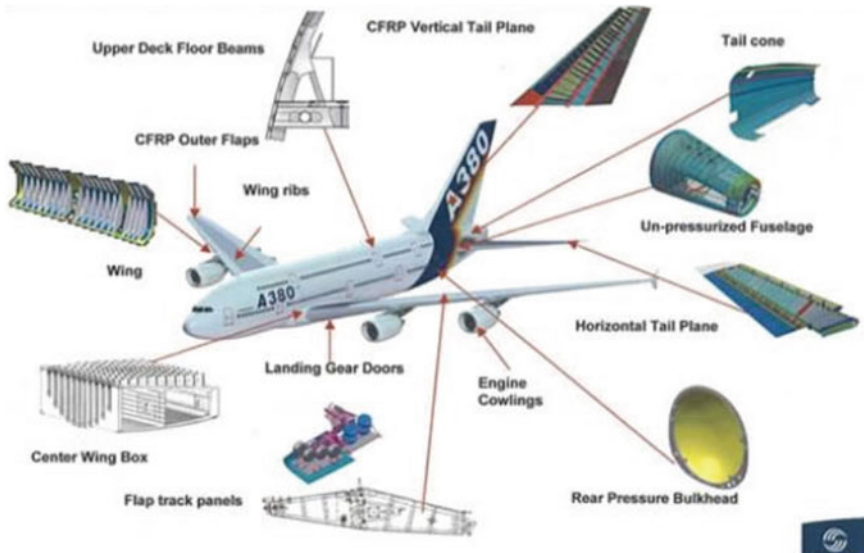 Upper Deck Floor Beams
CFRP Vertical Tail Plane
Tail cone
CFRP Outer Flaps
Wing ribs
A380
Un-pressurized Fuselage
Wing
A380
Horizontal Tail Plane
Landing Gear Doors
Engine
Cowlings
Center Wing Box
Flap track panels
Rear Pressure Bulkhead